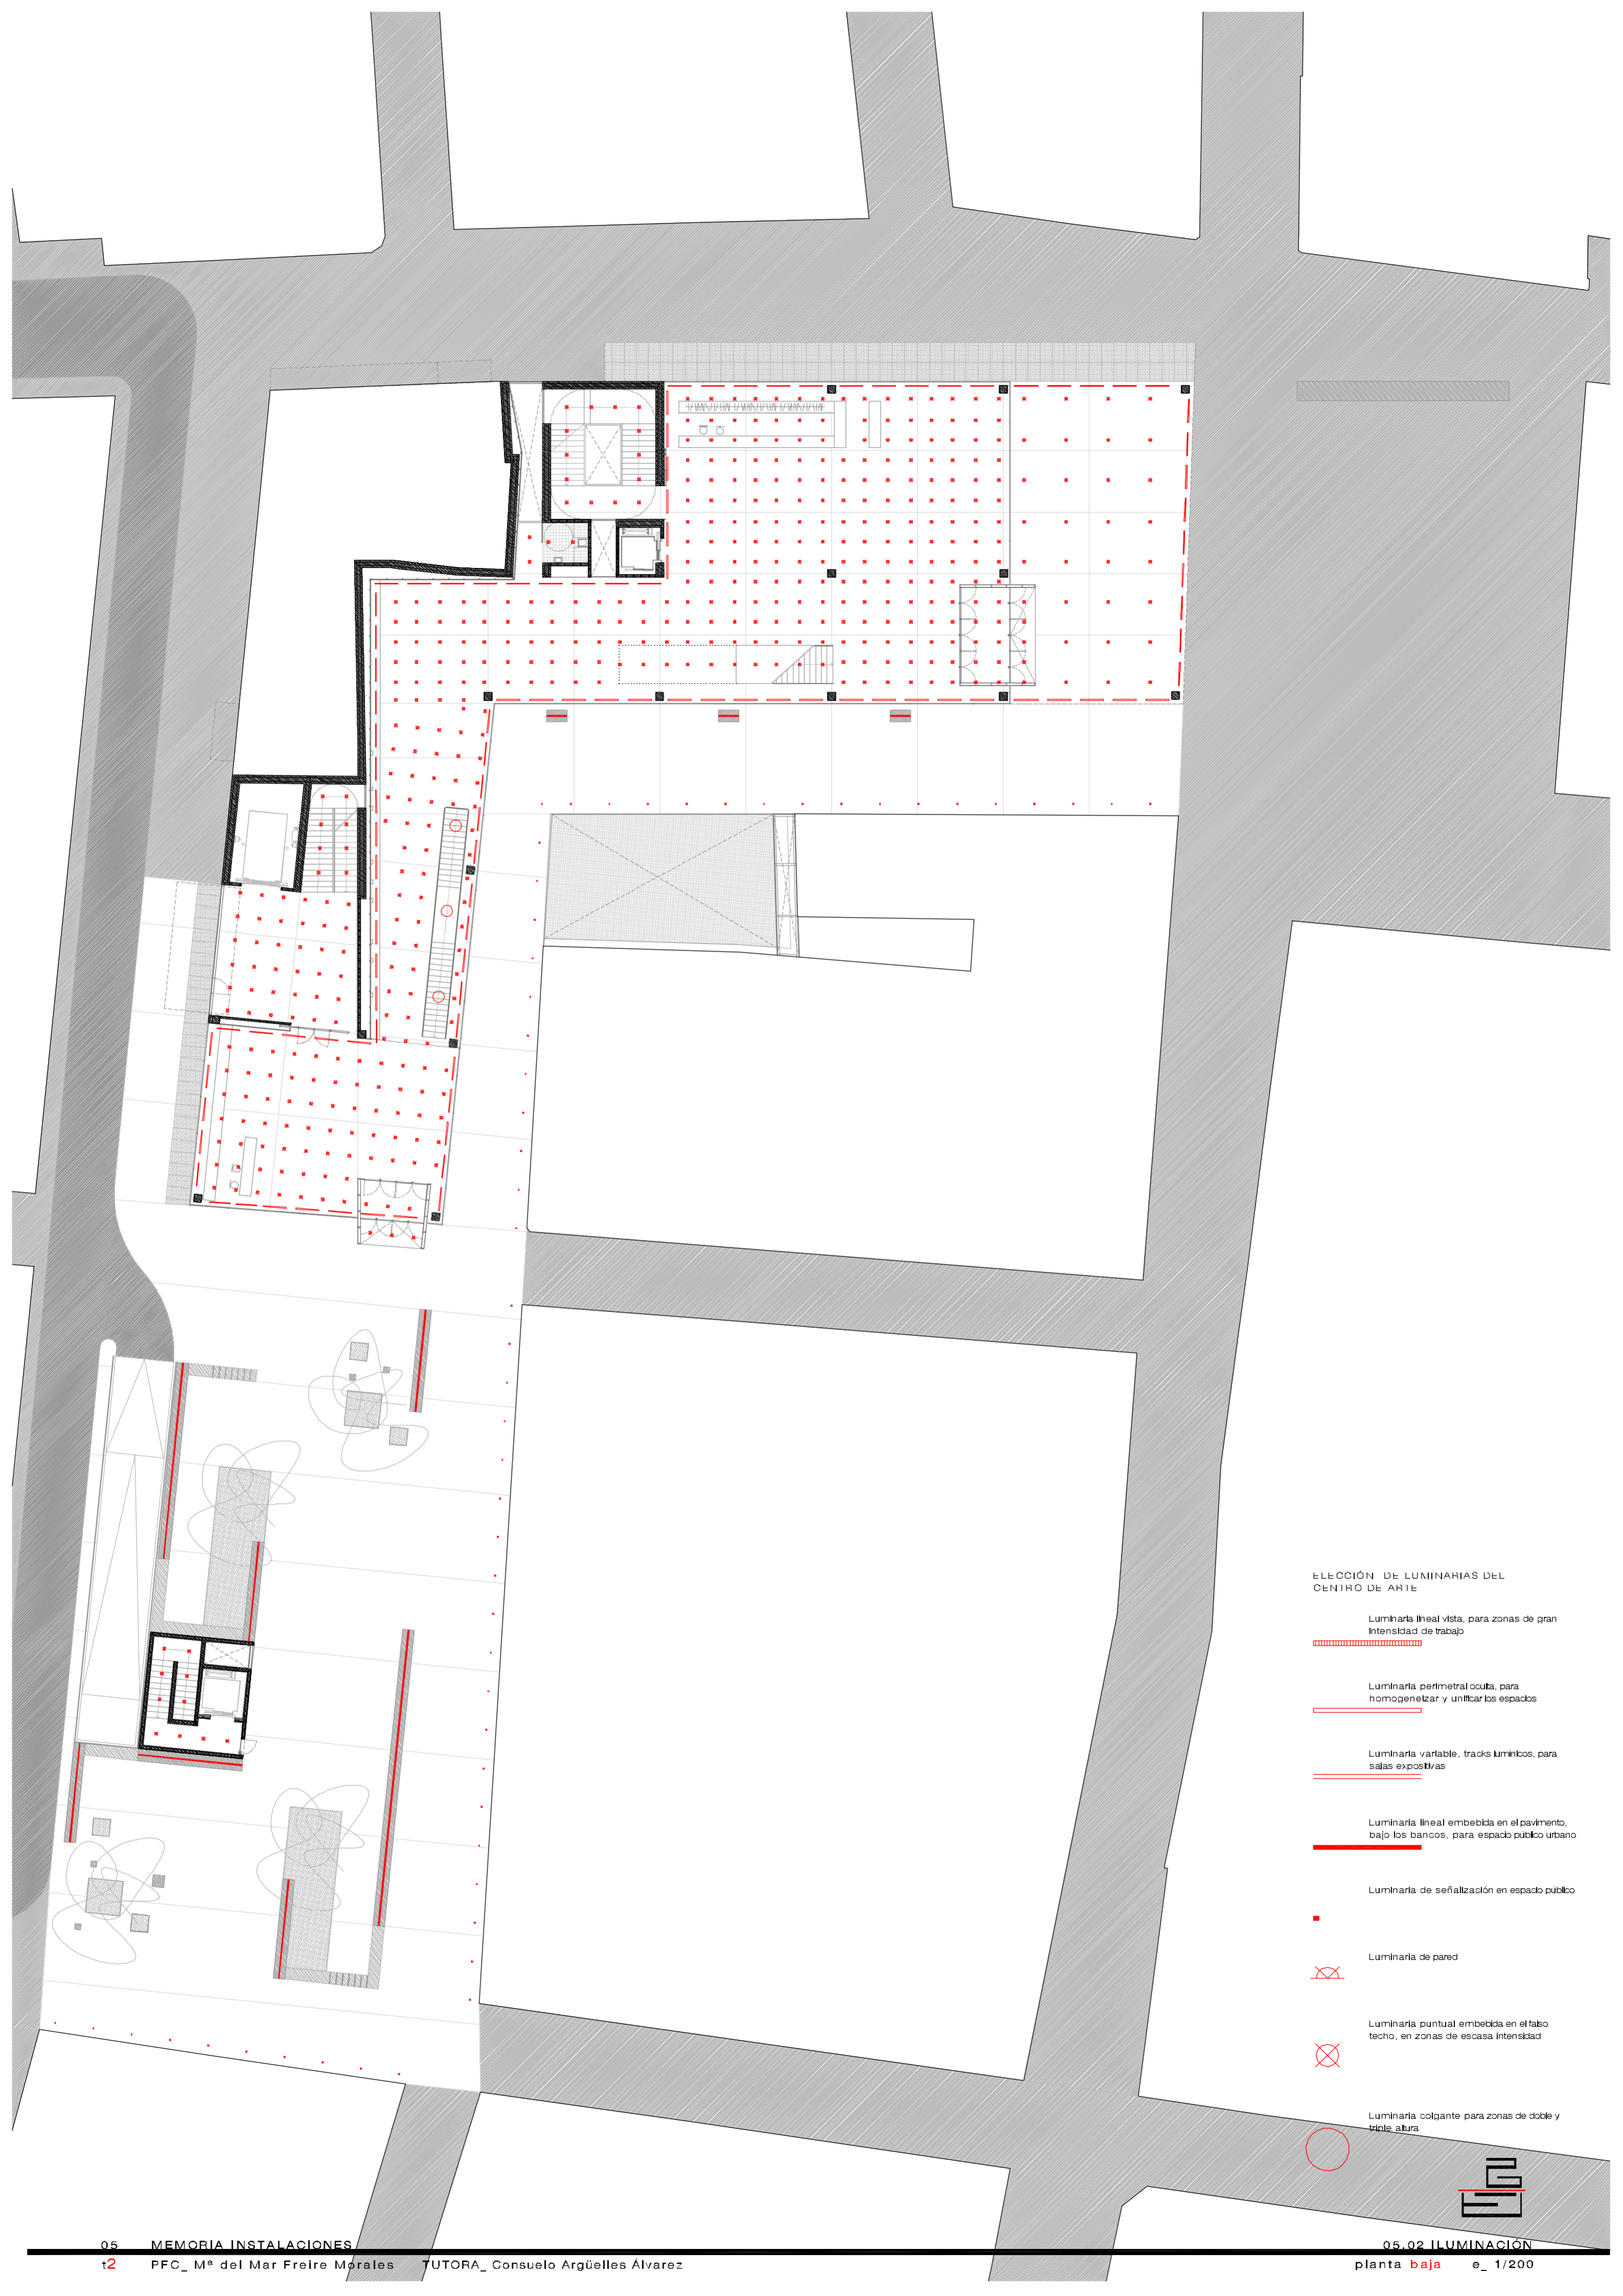 ELECCIÓN DE LUMINARIAS DEL
CENTRO DE ARTE
Luminaria lineal vista, para zonas de gran
intensidad de trabajo
Luminaria perimetral oculta, para
homogeneizar y unificar los espacios
Luminaria variable, tracks lumínicos, para
salas expositivas
Luminaria lineal embebida en el pavimento,
bajo los bancos, para espacio público urbano
Luminaria de señalización en espacio público
Luminaria de pared
Luminaria puntual embebida en el falso
techo, en zonas de escasa intensidad
Luminaria colgante para zonas de doble y
triple altura
05 MEMORIA INSTALACIONES 05.02 ILUMINACIÓN
t2 PFC_ Mª del Mar Freire Morales TUTORA_ Consuelo Argüelles Álvarez planta baja e_ 1/200